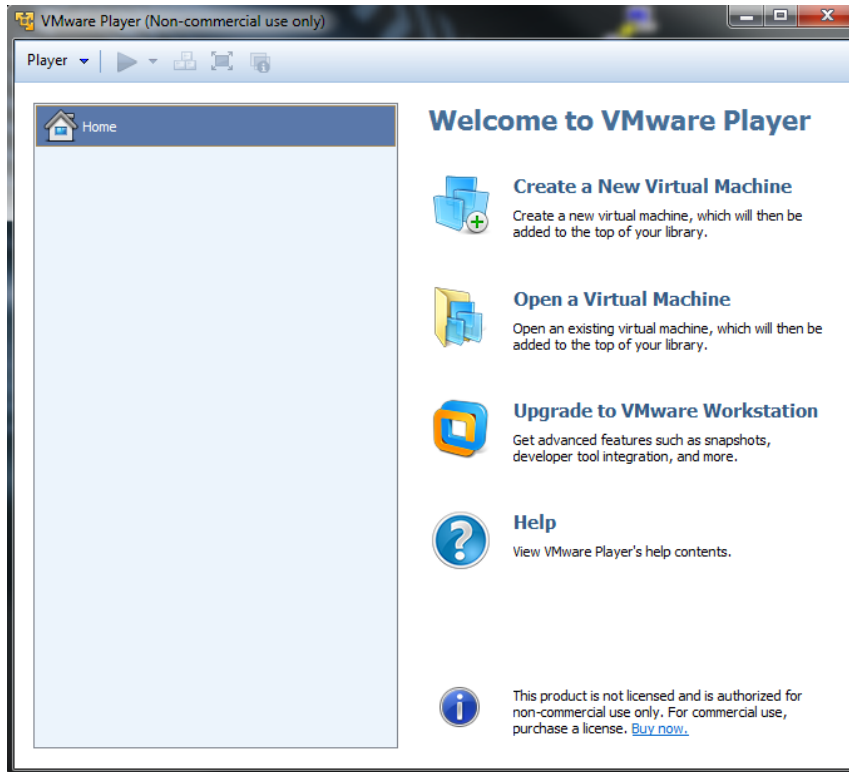 VMware Player (Non-commercial use only)
Player
Home
Welcome to VMware Player
Create a New Virtual Machine
Create a new virtual machine, which will then be
added to the top of your library.
Open a Virtual Machine
Open an existing virtual machine, which will then be
added to the top of your library.
Upgrade to VMware Workstation
Get advanced features such as snapshots,
developer tool integration, and more.
Help
View VMware Player's help contents.
This product is not licensed and is authorized for
non-commercial use only. For commercial use,
purchase a license. Buy now.